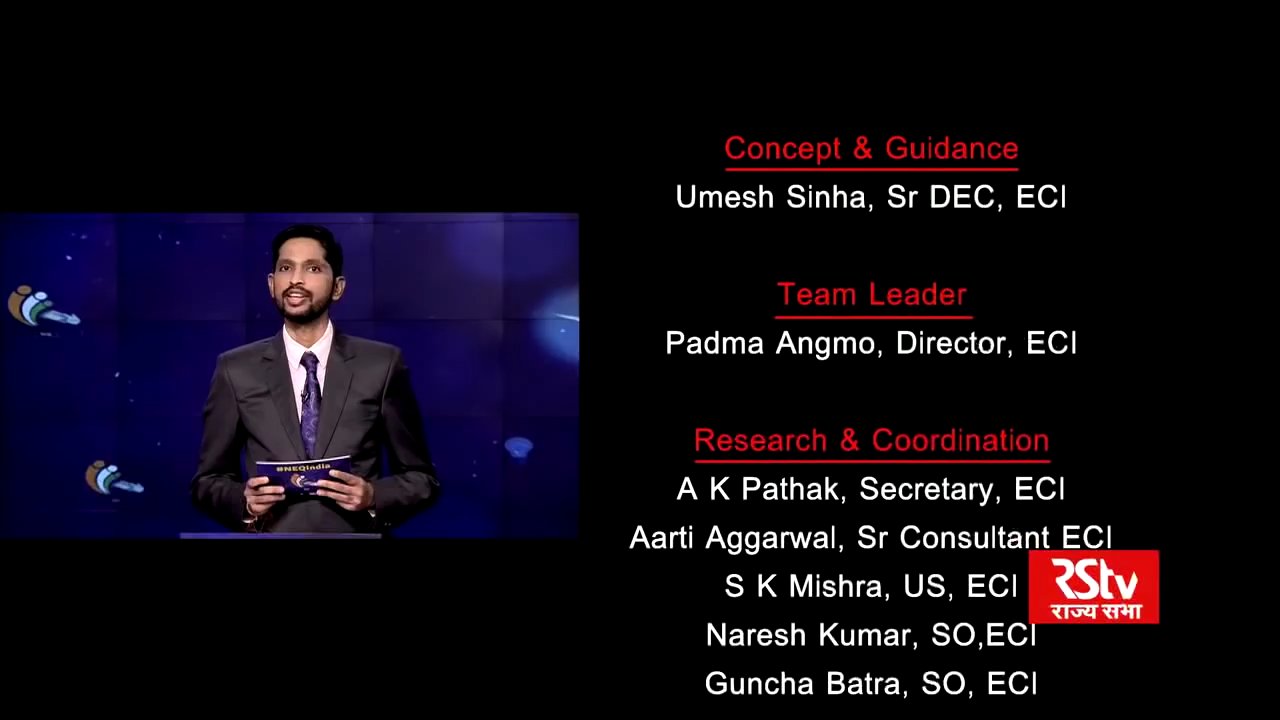 Concept & Guidance
Umesh Sinha, Sr DEC, ECI
Team Leader
Padma Angmo, Director, ECI
Research & Coordination
A K Pathak, Secretary, ECI
Aarti Aggarwal, Sr Consultant ECI
S K Mishra, US, ECI
Naresh Kumar, SO,ECI
Guncha Batra, SO, ECI
RStv
राज्य सभा
#NEQIndia